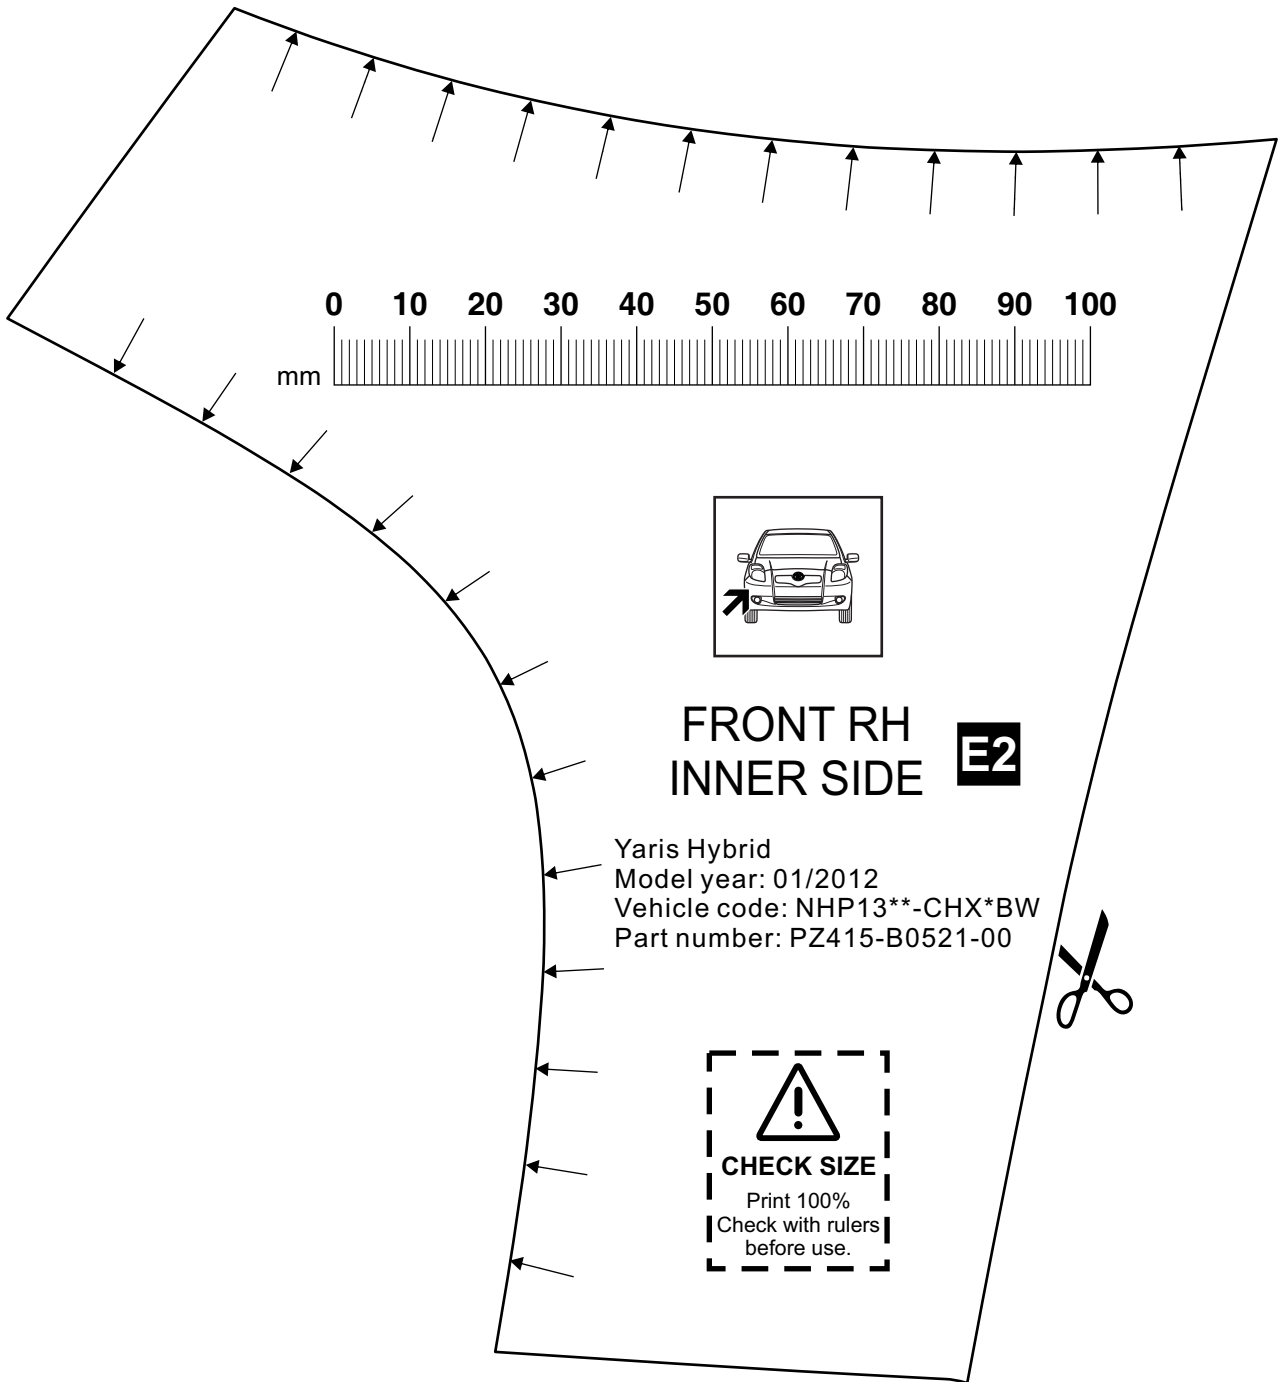 0 10 20 30 40 50 60 70 80 90 100
mm
FRONT RH
INNER SIDE
E2
Yaris Hybrid
Model year: 01/2012
Vehicle code: NHP13**-CHX*BW
Part number: PZ415-B0521-00
CHECK SIZE
Print 100%
Check with rulers
before use.